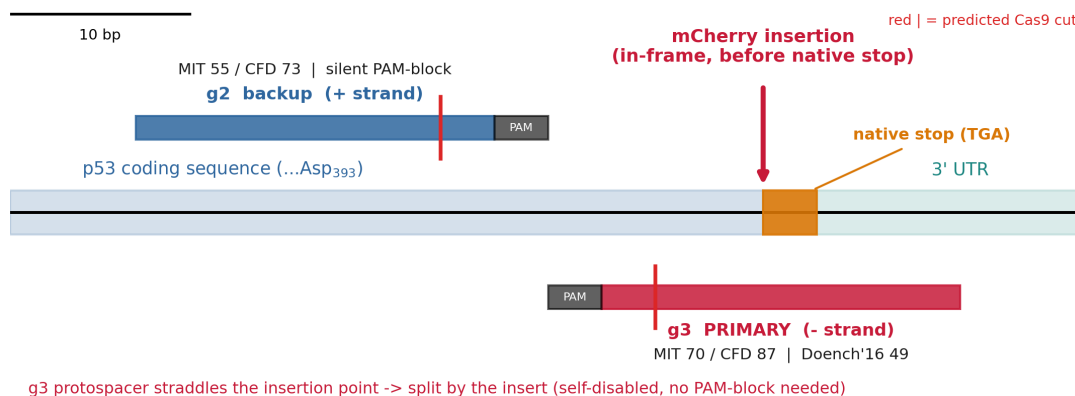 red | = predicted Cas9 cut
10 bp
mCherry insertion
(in-frame, before native stop)
MIT 55 / CFD 73 | silent PAM-block
g2 backup (+ strand)
PAM
native stop (TGA)
p53 coding sequence (...Asp393)
3' UTR
PAM
g3 PRIMARY (- strand)
MIT 70 / CFD 87 | Doench'16 49
g3 protospacer straddles the insertion point -> split by the insert (self-disabled, no PAM-block needed)